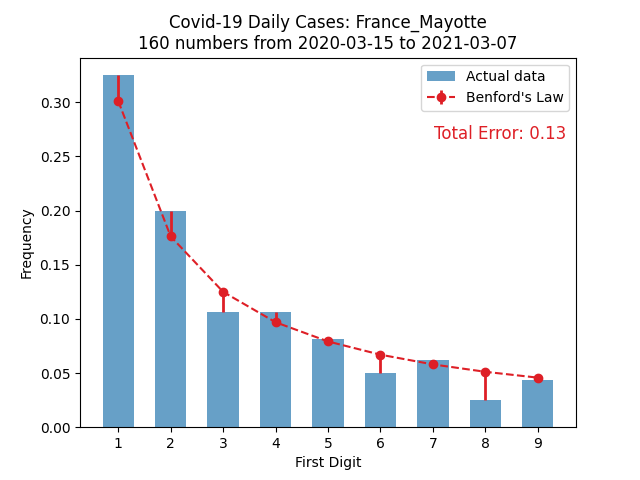 Covid-19 Daily Cases: France_Mayotte
160 numbers from 2020-03-15 to 2021-03-07
Actual data
Benford's Law
Total Error: 0.13
Frequency
0.30
0.25
0.20
0.15
0.10
0.05
0.00
1 2 3 4 5 6 7 8 9
First Digit